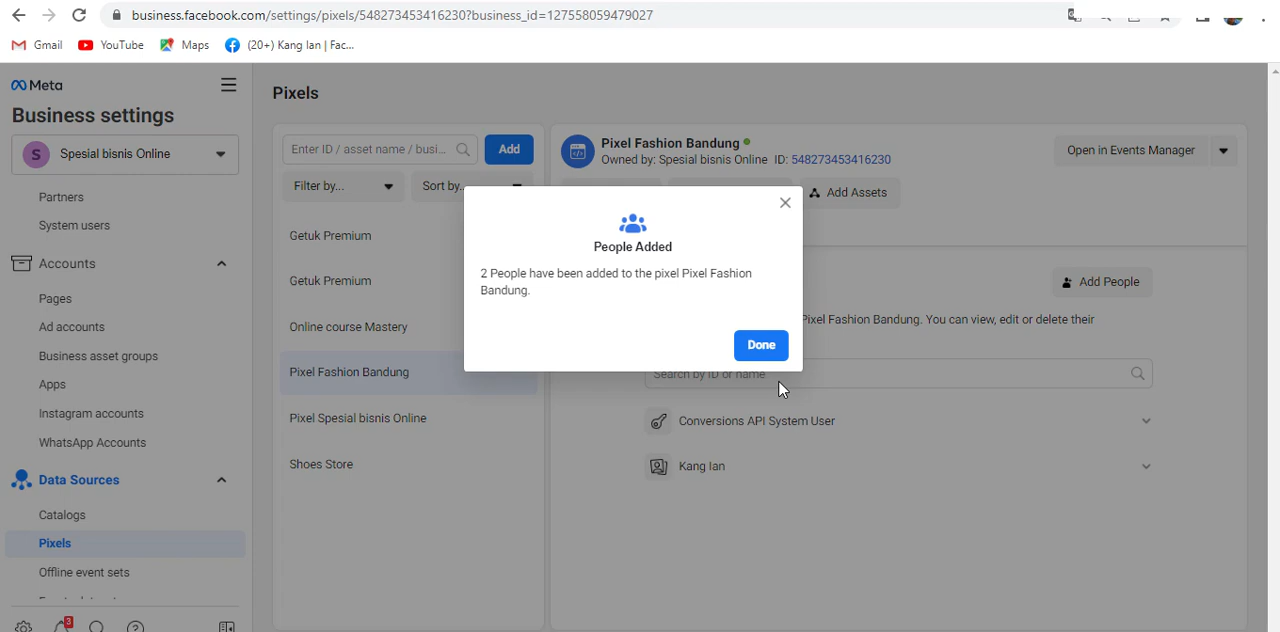 business.facebook.com/settings/pixels/548273453416230?business_id=127558059479027
Gmail
YouTube
Maps
(20+) Kang Ian | Fac...
Meta
Business settings
S
Spesial bisnis Online
Partners
System users
Accounts
Pages
Ad accounts
Business asset groups
Apps
Instagram accounts
WhatsApp Accounts
Data Sources
Catalogs
Pixels
Offline event sets
3
Pixels
Enter ID / asset name / busi...
Add
Filter by...
Sort by...
Getuk Premium
Getuk Premium
Online course Mastery
Pixel Fashion Bandung
Pixel Spesial bisnis Online
Shoes Store
Pixel Fashion Bandung
Owned by: Spesial bisnis Online ID: 548273453416230
Open in Events Manager
Add Assets
Add People
Pixel Fashion Bandung. You can view, edit or delete their
Search by ID or name
Conversions API System User
Kang Ian
People Added
2 People have been added to the pixel Pixel Fashion
Bandung.
Done